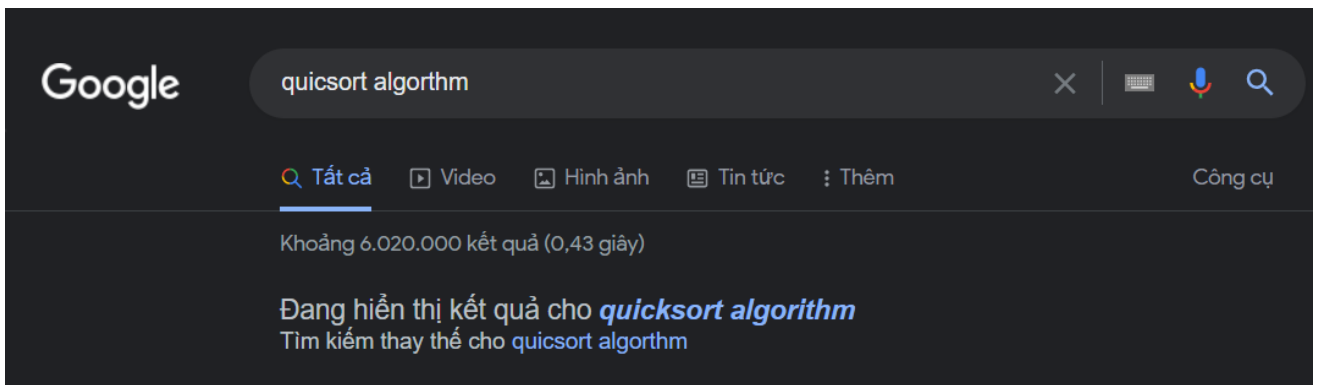 Google quicsort algorthm
Tất cả Video Hình ảnh Tin tức Thêm Công cụ
Khoảng 6.020.000 kết quả (0,43 giây)
Đang hiển thị kết quả cho quicksort algorithm
Tìm kiếm thay thế cho quicsort algorthm